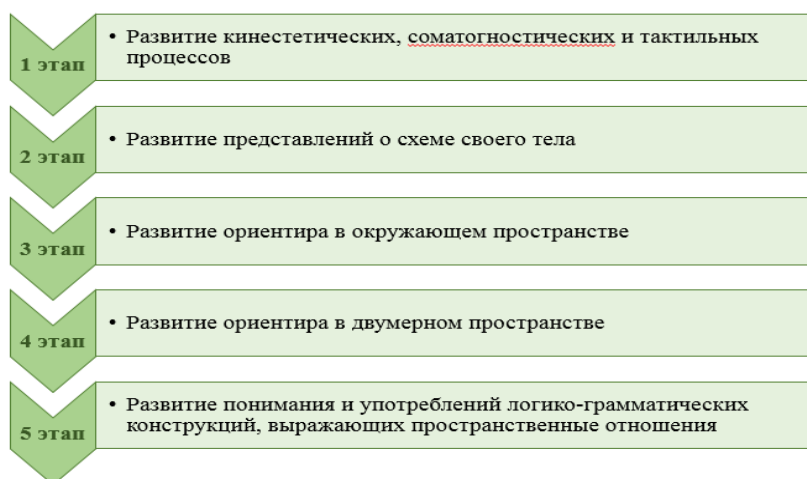 1 этап
• Развитие кинестетических, соматогностических и тактильных
процессов
2 этап
• Развитие представлений о схеме своего тела
3 этап
• Развитие ориентира в окружающем пространстве
4 этап
• Развитие ориентира в двумерном пространстве
5 этап
• Развитие понимания и употреблений логико-грамматических
конструкций, выражающих пространственные отношения